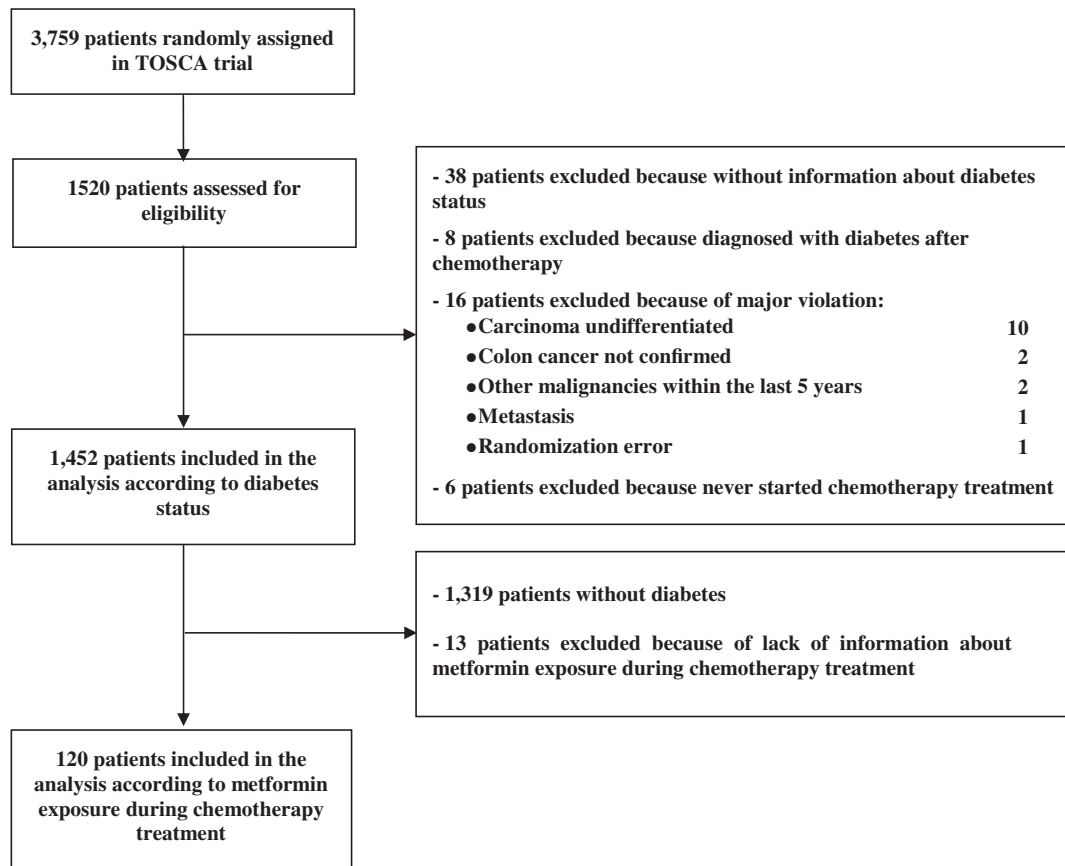 3,759 patients randomly assigned
in TOSCA trial
1520 patients assessed for
eligibility
- 38 patients excluded because without information about diabetes
status
- 8 patients excluded because diagnosed with diabetes after
chemotherapy
- 16 patients excluded because of major violation:
●Carcinoma undifferentiated 10
●Colon cancer not confirmed 2
●Other malignancies within the last 5 years 2
●Metastasis 1
●Randomization error 1
- 6 patients excluded because never started chemotherapy treatment
1,452 patients included in the
analysis according to diabetes
status
- 1,319 patients without diabetes
- 13 patients excluded because of lack of information about
metformin exposure during chemotherapy treatment
120 patients included in the
analysis according to metformin
exposure during chemotherapy
treatment